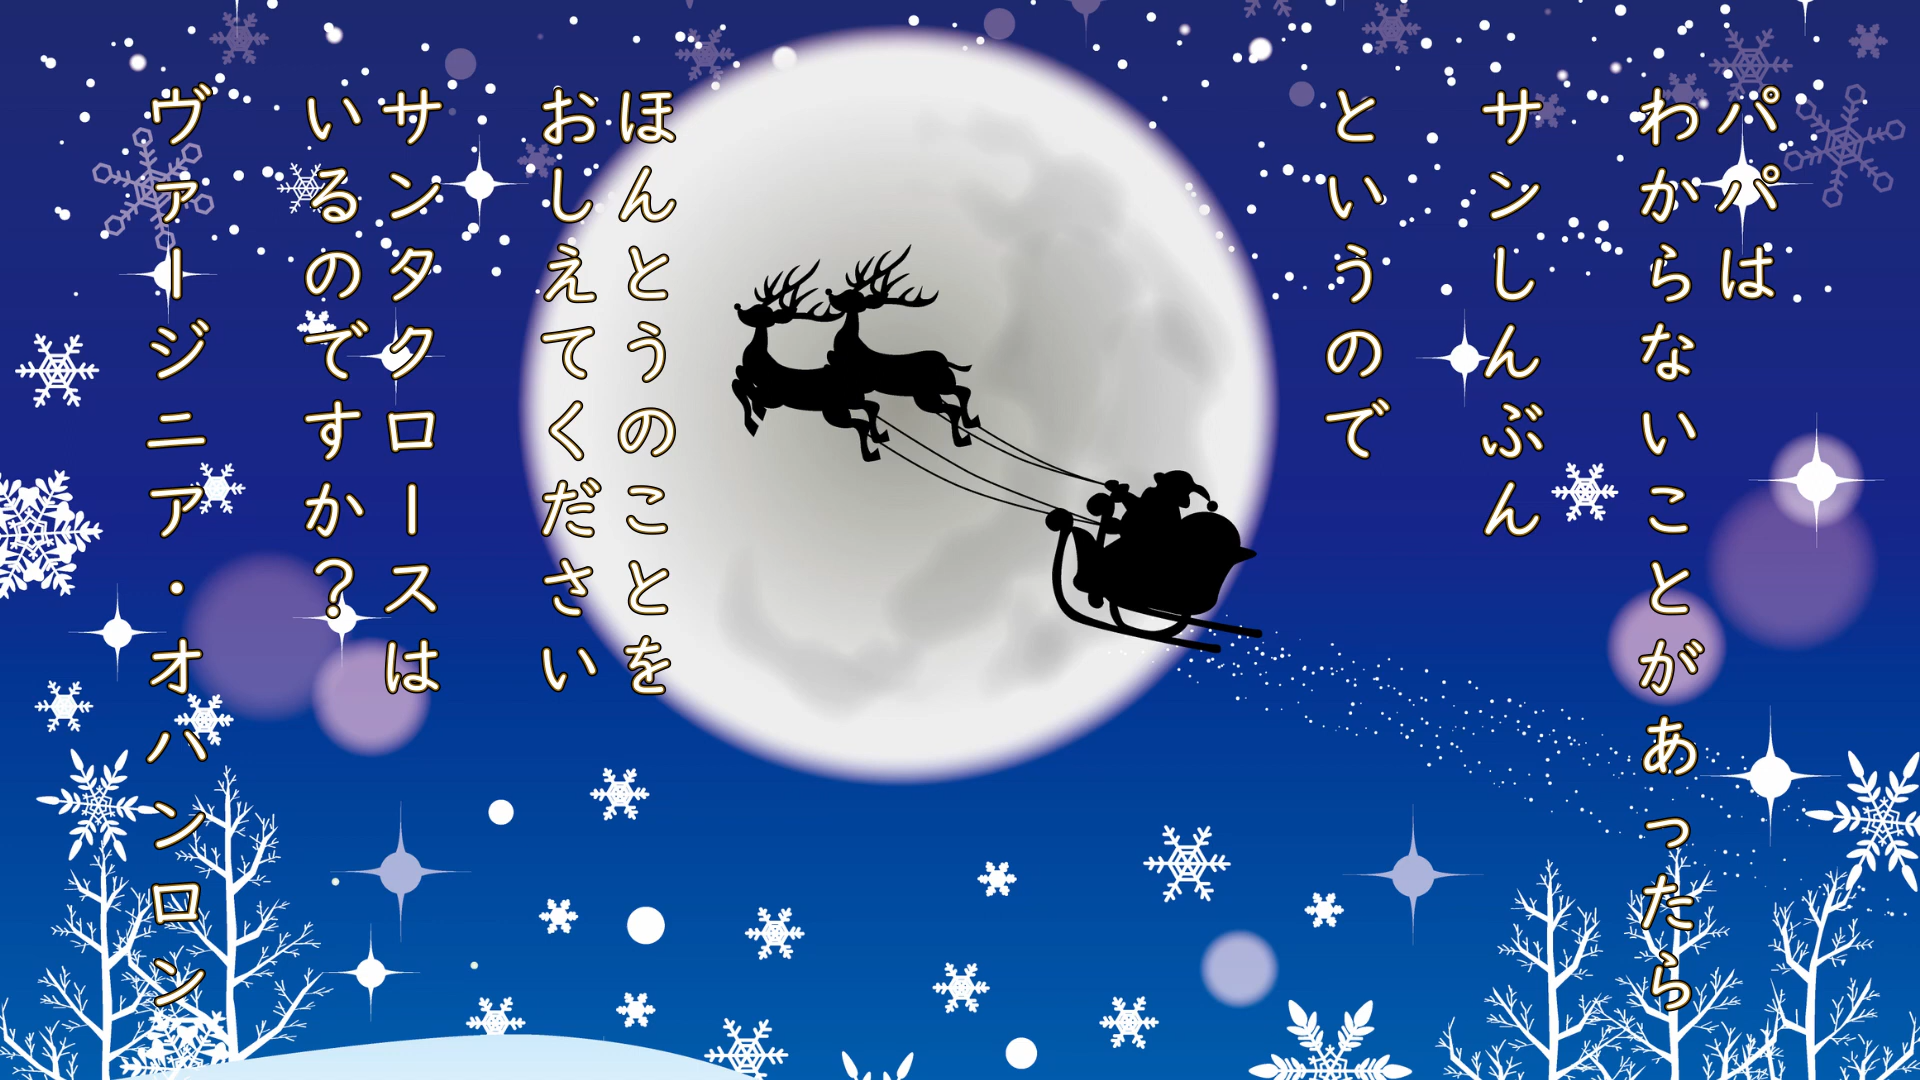 パパは
わからないことがあったら
サンしんぶん
というので
ほんとうのことを
おしえてください
サンタクロースは
いるのですか？
ヴァージニア・オハンロン